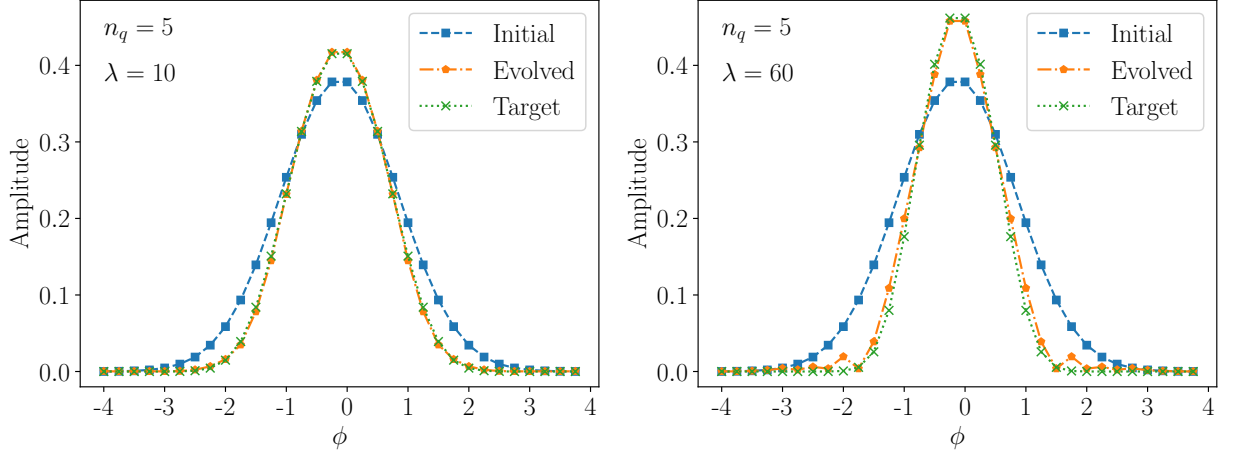 n_q = 5
λ = 10
Initial
Evolved
Target
Amplitude
0.4
0.3
0.2
0.1
0.0
-4 -3 -2 -1 0 1 2 3 4
ϕ
n_q = 5
λ = 60
Initial
Evolved
Target
Amplitude
0.4
0.3
0.2
0.1
0.0
-4 -3 -2 -1 0 1 2 3 4
ϕ